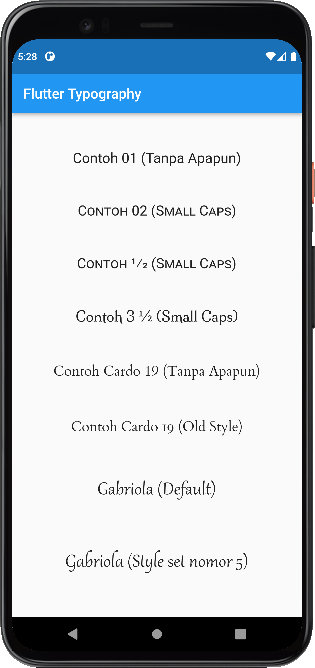 5:28
Flutter Typography
Contoh 01 (Tanpa Apapun)
Contoh 02 (Small Caps)
Contoh ½ (Small Caps)
Contoh 3 ½ (Small Caps)
Contoh Cardo 19 (Tanpa Apapun)
Contoh Cardo 19 (Old Style)
Gabriola (Default)
Gabriola (Style set nomor 5)